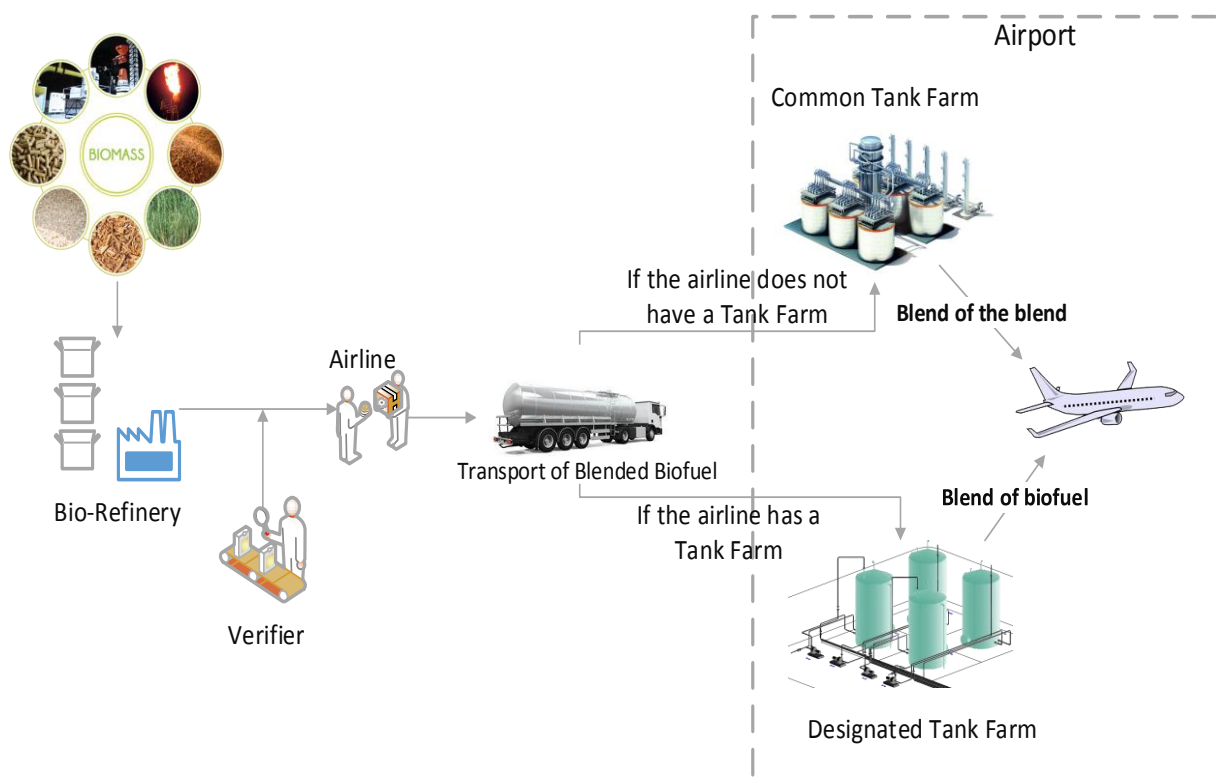 Airport
Common Tank Farm
BIOMASS
If the airline does not
have a Tank Farm
Blend of the blend
Airline
Transport of Blended Biofuel
Bio-Refinery
Blend of biofuel
If the airline has a
Tank Farm
Verifier
Designated Tank Farm